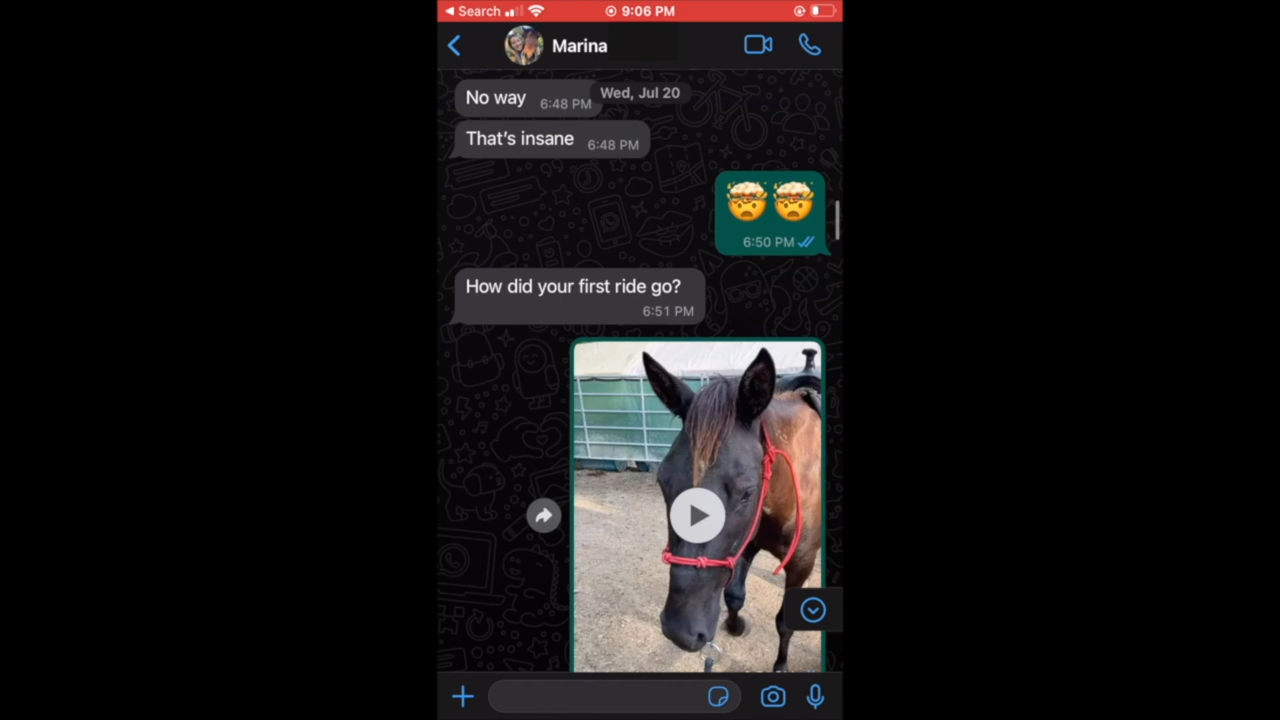 Search
9:06 PM
Marina
Wed, Jul 20
No way 6:48 PM
That's insane 6:48 PM
🤯🤯
6:50 PM
How did your first ride go?
6:51 PM